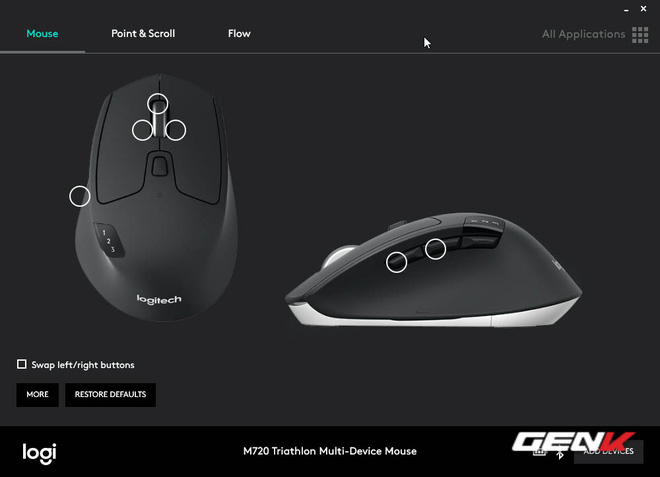 Mouse
Point & Scroll
Flow
All Applications
1
2
3
logitech
Swap left/right buttons
MORE
RESTORE DEFAULTS
logi
M720 Triathlon Multi-Device Mouse
GENK
ADD DEVICES